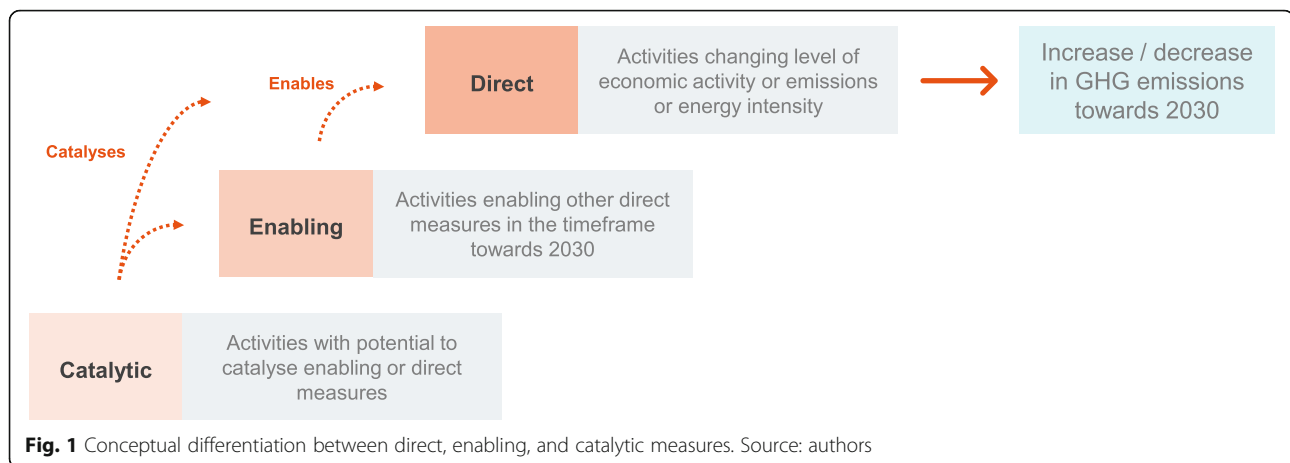 Direct
Activities changing level of
economic activity or emissions
or energy intensity
Increase / decrease
in GHG emissions
towards 2030
Enables
Catalyses
Enabling
Activities enabling other direct
measures in the timeframe
towards 2030
Catalytic
Activities with potential to
catalyse enabling or direct
measures
Fig. 1 Conceptual differentiation between direct, enabling, and catalytic measures. Source: authors